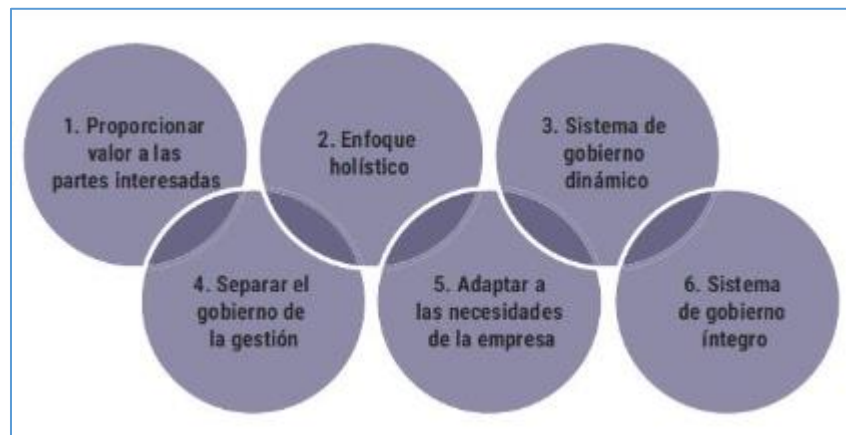 1. Proporcionar
valor a las
partes interesadas
2. Enfoque
holístico
3. Sistema de
gobierno
dinámico
4. Separar el
gobierno de
la gestión
5. Adaptar a
las necesidades
de la empresa
6. Sistema
de gobierno
íntegro